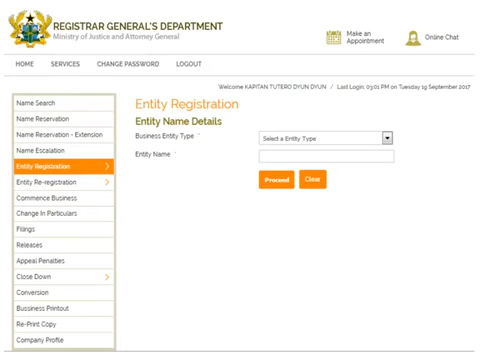 REGISTRAR GENERAL'S DEPARTMENT
Ministry of Justice and Attorney General
Make an
Appointment
Online Chat
HOME SERVICES CHANGE PASSWORD LOGOUT
Welcome KAPITAN TUTERO DYUN DYUN / Last Login: 03:01 PM on Tuesday 19 September 2017
Name Search
Name Reservation
Name Reservation - Extension
Name Escalation
Entity Registration
Entity Re-registration
Commence Business
Change In Particulars
Filings
Releases
Appeal Penalties
Close Down
Conversion
Bussiness Printout
Re-Print Copy
Company Profile
Entity Registration
Entity Name Details
Business Entity Type *
Select a Entity Type
Entity Name *
Proceed
Clear